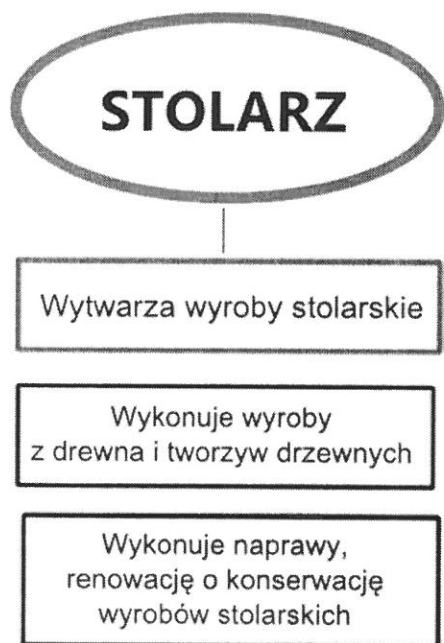 STOLARZ
Wytwarza wyroby stolarskie
Wykonuje wyroby
z drewna i tworzyw drzewnych
Wykonuje naprawy,
renowację o konserwację
wyrobów stolarskich